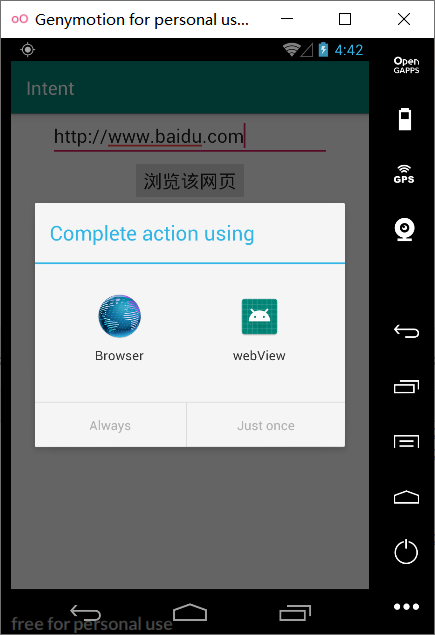 Genymotion for personal us...
4:42
Open
GAPPS
Intent
http://www.baidu.com
浏览该网页
GPS
Complete action using
Browser
webView
Always
Just once
free for personal use